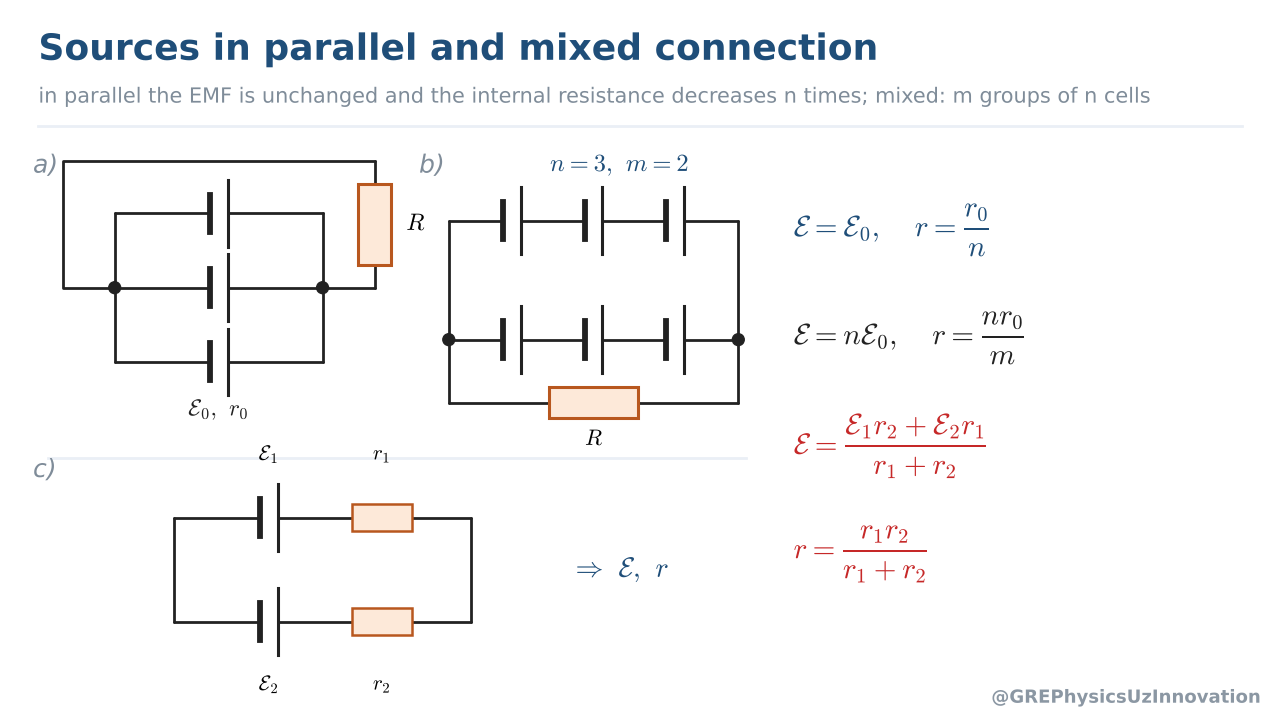 Sources in parallel and mixed connection
in parallel the EMF is unchanged and the internal resistance decreases n times; mixed: m groups of n cells
a)
R
ℰ₀, r₀
b)
n = 3, m = 2
R
c)
ℰ₁ r₁
ℰ₂ r₂
⇒ ℰ, r
ℰ = ℰ₀, r = r₀/n
ℰ = nℰ₀, r = nr₀/m
ℰ = (ℰ₁r₂ + ℰ₂r₁)/(r₁ + r₂)
r = r₁r₂/(r₁ + r₂)
@GREPhysicsUzInnovation